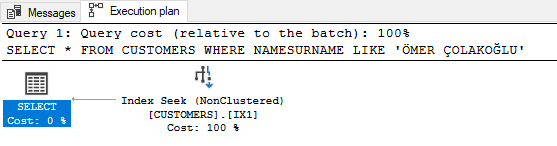 Messages Execution plan
Query 1: Query cost (relative to the batch): 100%
SELECT * FROM CUSTOMERS WHERE NAMESURNAME LIKE 'ÖMER ÇOLAKOĞLU'
SELECT
Cost: 0 %
Index Seek (NonClustered)
[CUSTOMERS].[IX1]
Cost: 100 %